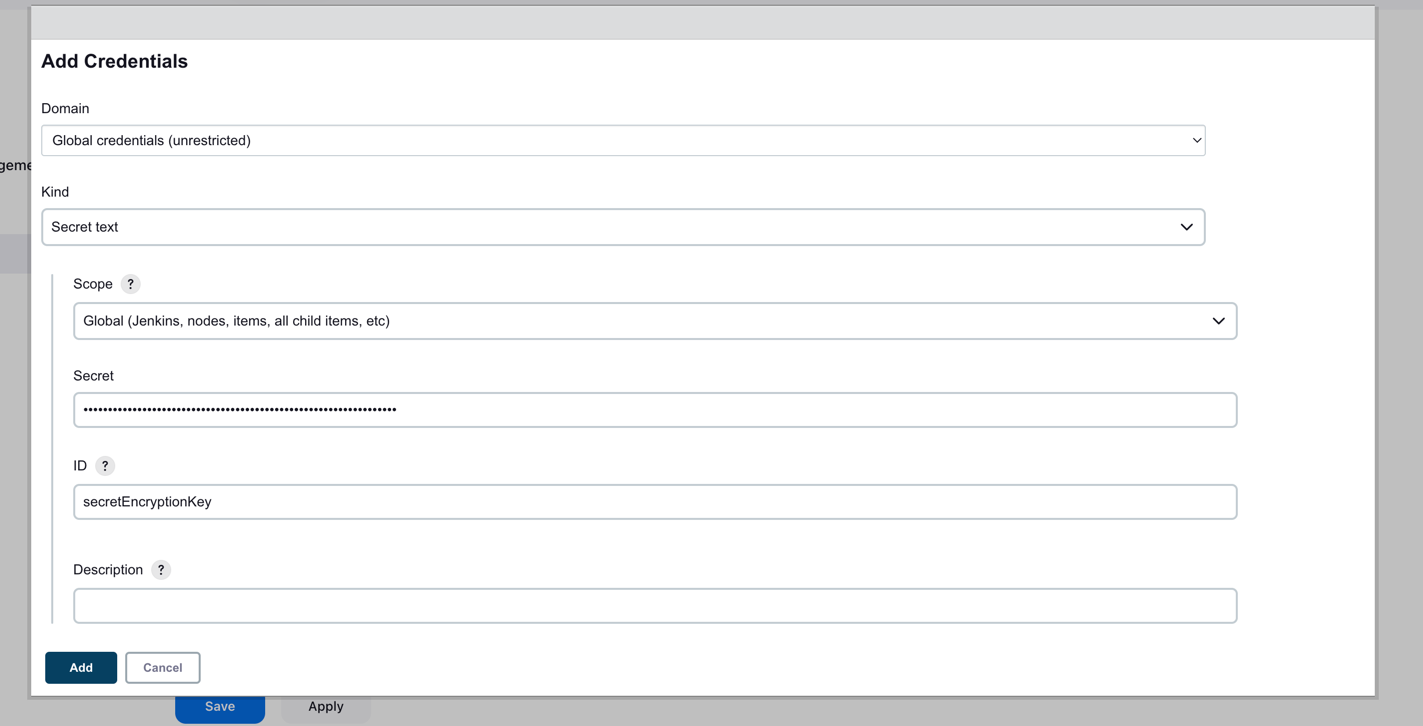 Add Credentials
Domain
Global credentials (unrestricted)
geme
Kind
Secret text
Scope ?
Global (Jenkins, nodes, items, all child items, etc)
Secret
••••••••••••••••••••••••••••••••••••••••••••••••••••••••••••••••
ID ?
secretEncryptionKey
Description ?
Add Cancel
Save Apply